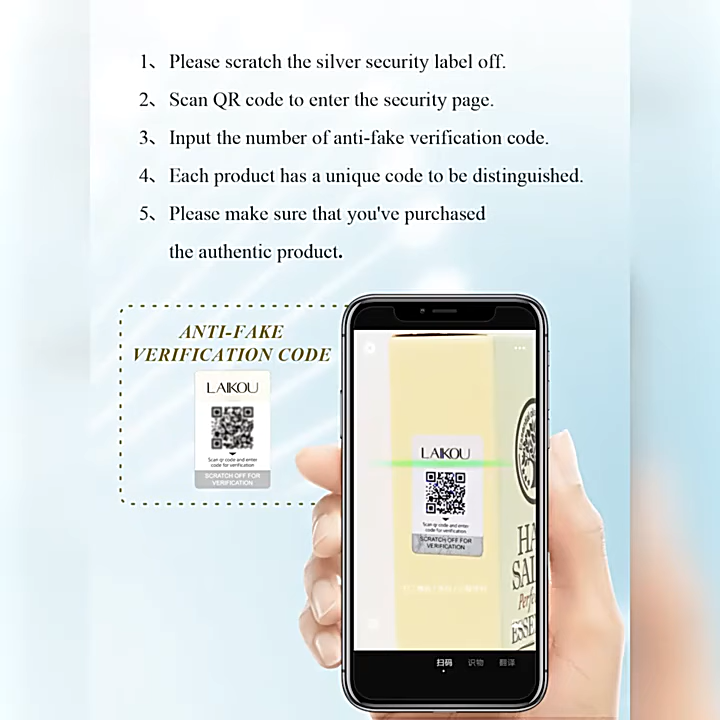 1、Please scratch the silver security label off.
2、Scan QR code to enter the security page.
3、Input the number of anti-fake verification code.
4、Each product has a unique code to be distinguished.
5、Please make sure that you've purchased
the authentic product.
ANTI-FAKE
VERIFICATION CODE
LAIKOU
Scan qr code and enter
code for verification
SCRATCH OFF FOR
VERIFICATION
LAIKOU
Scan qr code and enter
code for verification
SCRATCH OFF FOR
VERIFICATION
HA
SAL
Perfe
ESSEN
扫码 识物 翻译